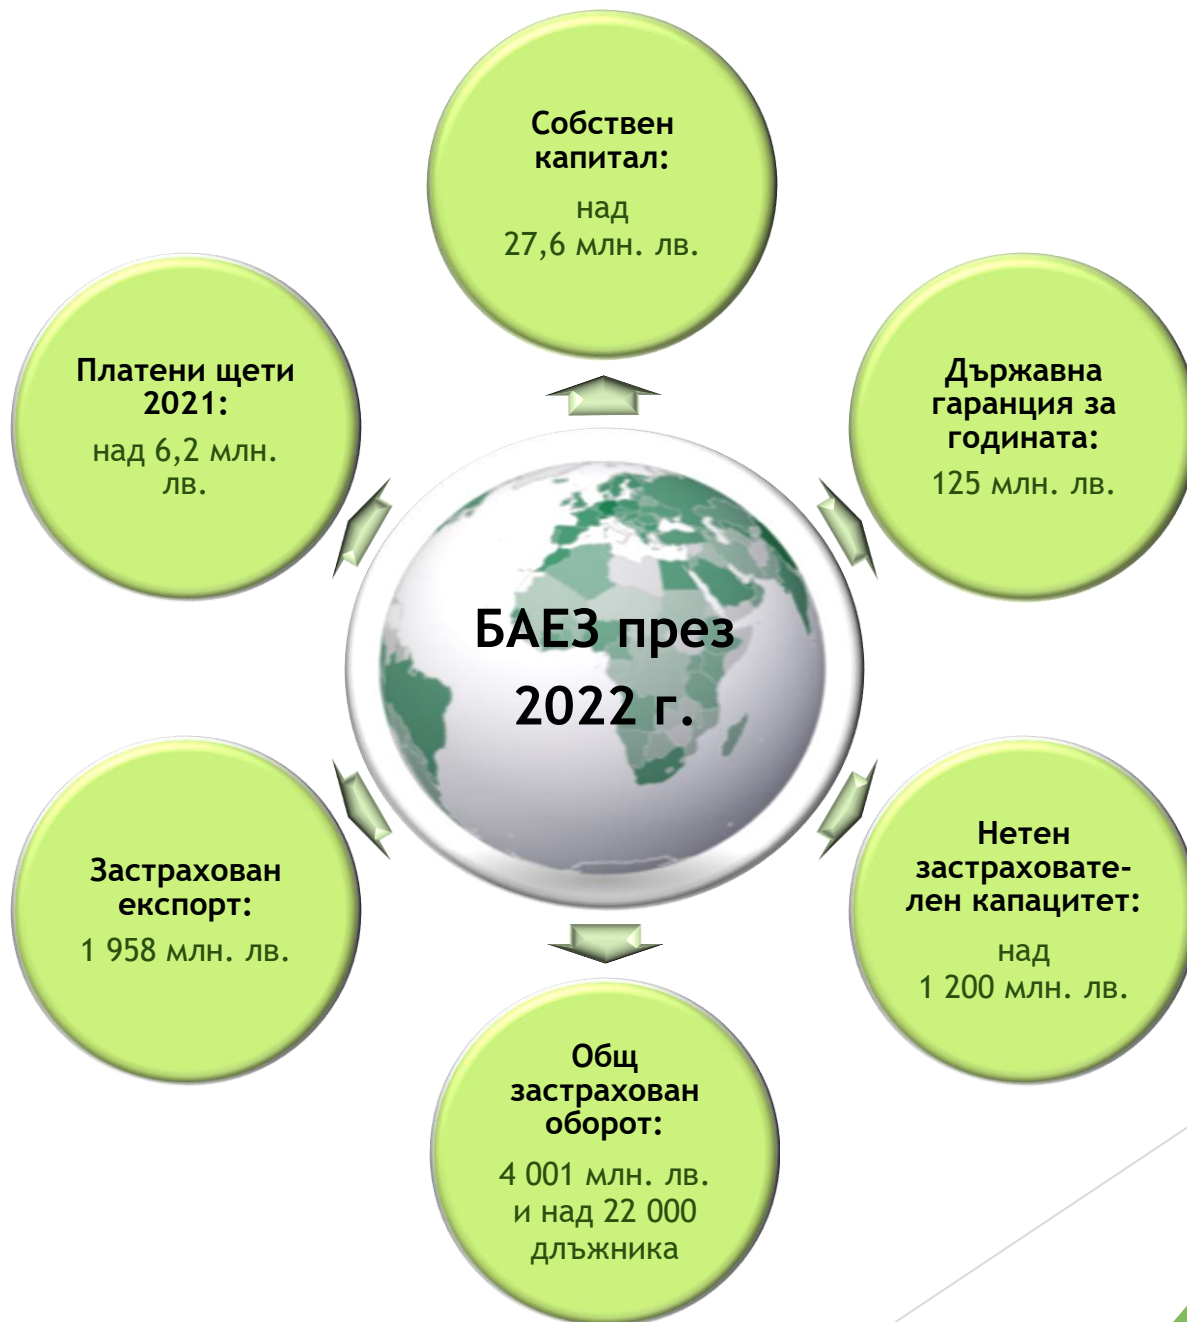 Собствен
капитал:
над
27,6 млн. лв.
Платени щети
2021:
над 6,2 млн.
лв.
Държавна
гаранция за
годината:
125 млн. лв.
БАЕЗ през
2022 г.
Застрахован
експорт:
1 958 млн. лв.
Нетен
застраховате-
лен капацитет:
над
1 200 млн. лв.
Общ
застрахован
оборот:
4 001 млн. лв.
и над 22 000
длъжника